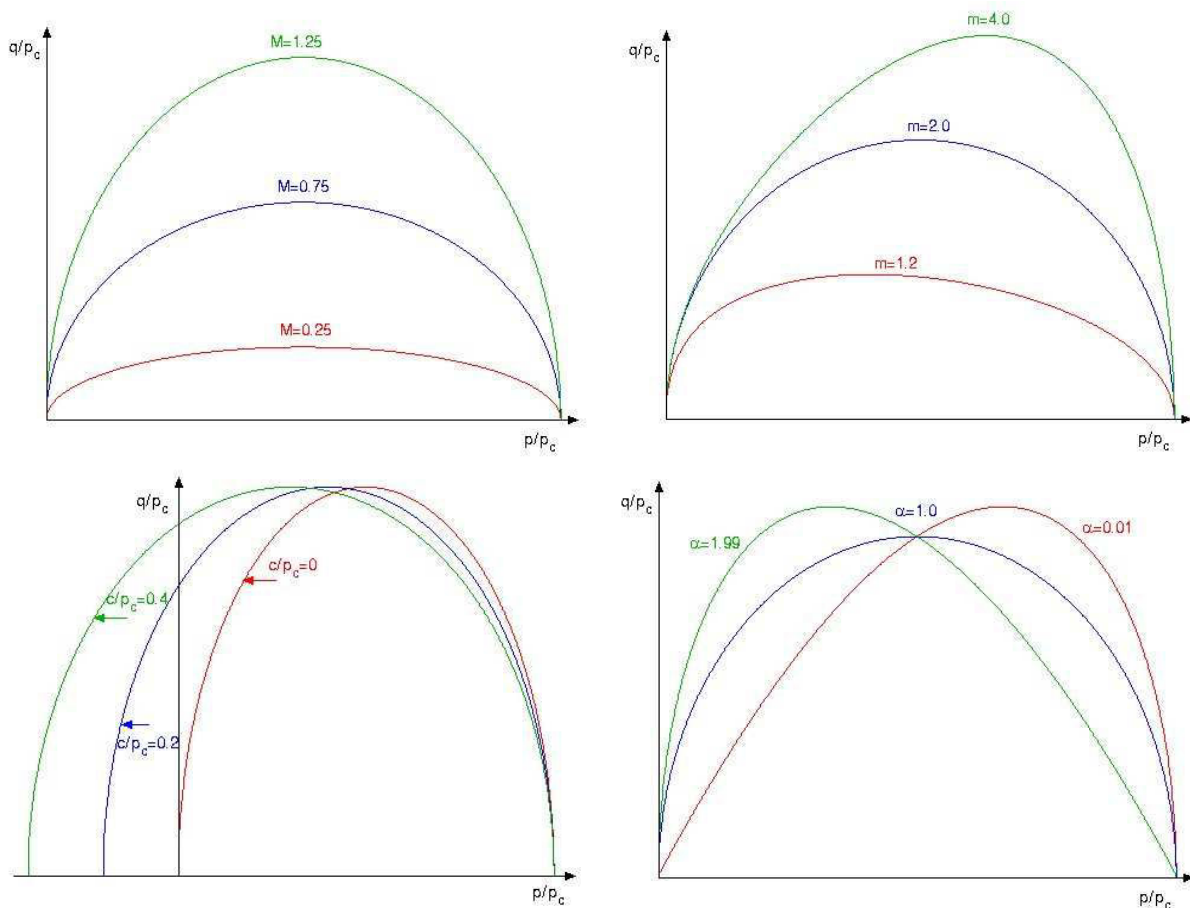 q/pc
M=1.25
M=0.75
M=0.25
p/pc
q/pc
m=4.0
m=2.0
m=1.2
p/pc
q/pc
c/pc=0
c/pc=0.4
c/pc=0.2
p/pc
q/pc
α=1.0
α=0.01
α=1.99
p/pc